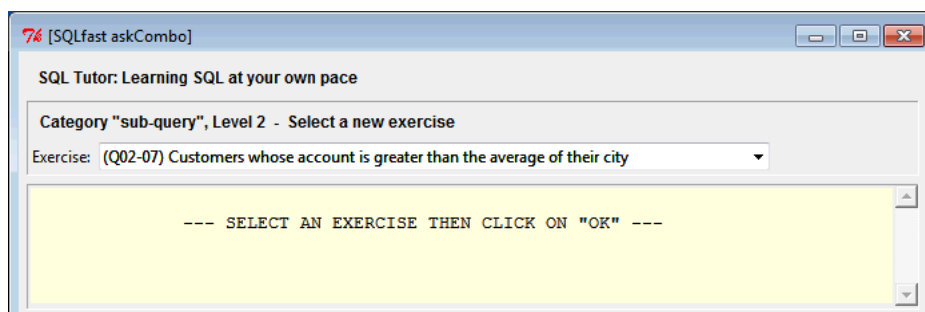 [SQLfast askCombo]
SQL Tutor: Learning SQL at your own pace
Category "sub-query", Level 2 - Select a new exercise
Exercise: (Q02-07) Customers whose account is greater than the average of their city
--- SELECT AN EXERCISE THEN CLICK ON "OK" ---